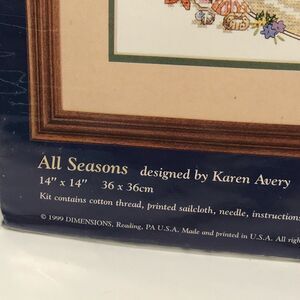 All Seasons designed by Karen Avery
14" x 14" 36 x 36cm
Kit contains cotton thread, printed sailcloth, needle, instructions
© 1999 DIMENSIONS, Reading, PA U.S.A. Made and printed in U.S.A. All